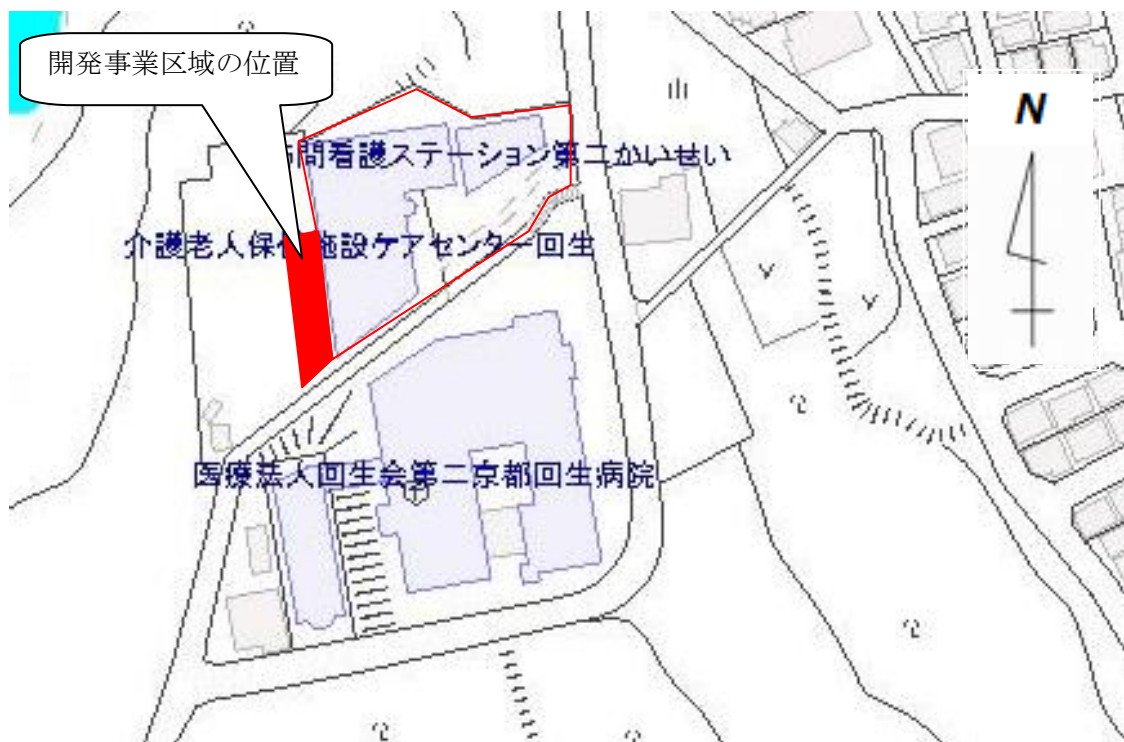 開発事業区域の位置
N
問看護ステーション第二かいせい
介護老人保健施設ケアセンター回生
医療法人回生会第二京都回生病院